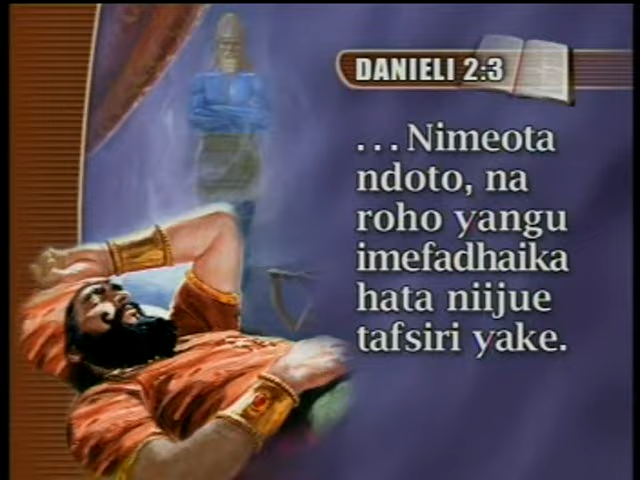 DANIELI 2:3
... Nimeota
ndoto, na
roho yangu
imefadhaika
hata niijue
tafsiri yake.